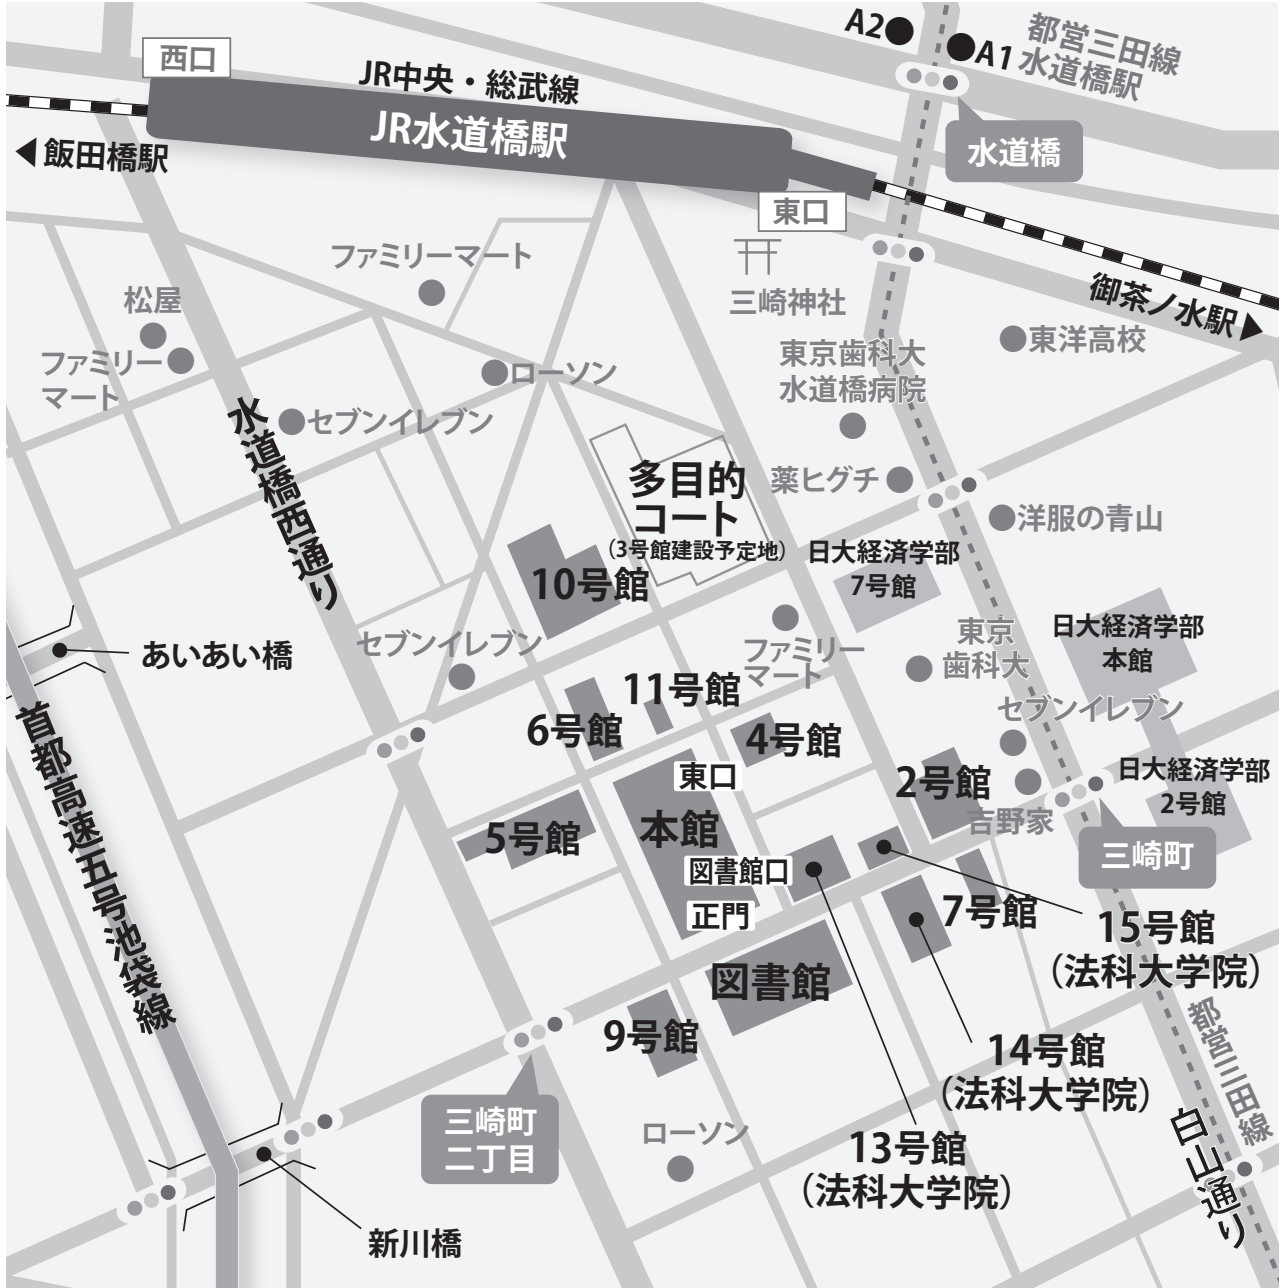 A2
A1
都営三田線
水道橋駅
西口
JR中央・総武線
JR水道橋駅
飯田橋駅
水道橋
東口
御茶ノ水駅
ファミリーマート
三崎神社
松屋
ファミリー
マート
ローソン
東京歯科大
水道橋病院
東洋高校
セブンイレブン
水道橋西通り
多目的
コート
(3号館建設予定地)
薬ヒグチ
洋服の青山
10号館
日大経済学部
7号館
あいあい橋
セブンイレブン
ファミリー
マート
東京
歯科大
日大経済学部
本館
11号館
6号館
4号館
セブンイレブン
首都高速五号池袋線
東口
2号館
日大経済学部
2号館
吉野家
5号館
本館
図書館口
正門
三崎町
7号館
15号館
(法科大学院)
図書館
9号館
14号館
(法科大学院)
都営三田線
三崎町
二丁目
ローソン
13号館
(法科大学院)
白山通り
新川橋